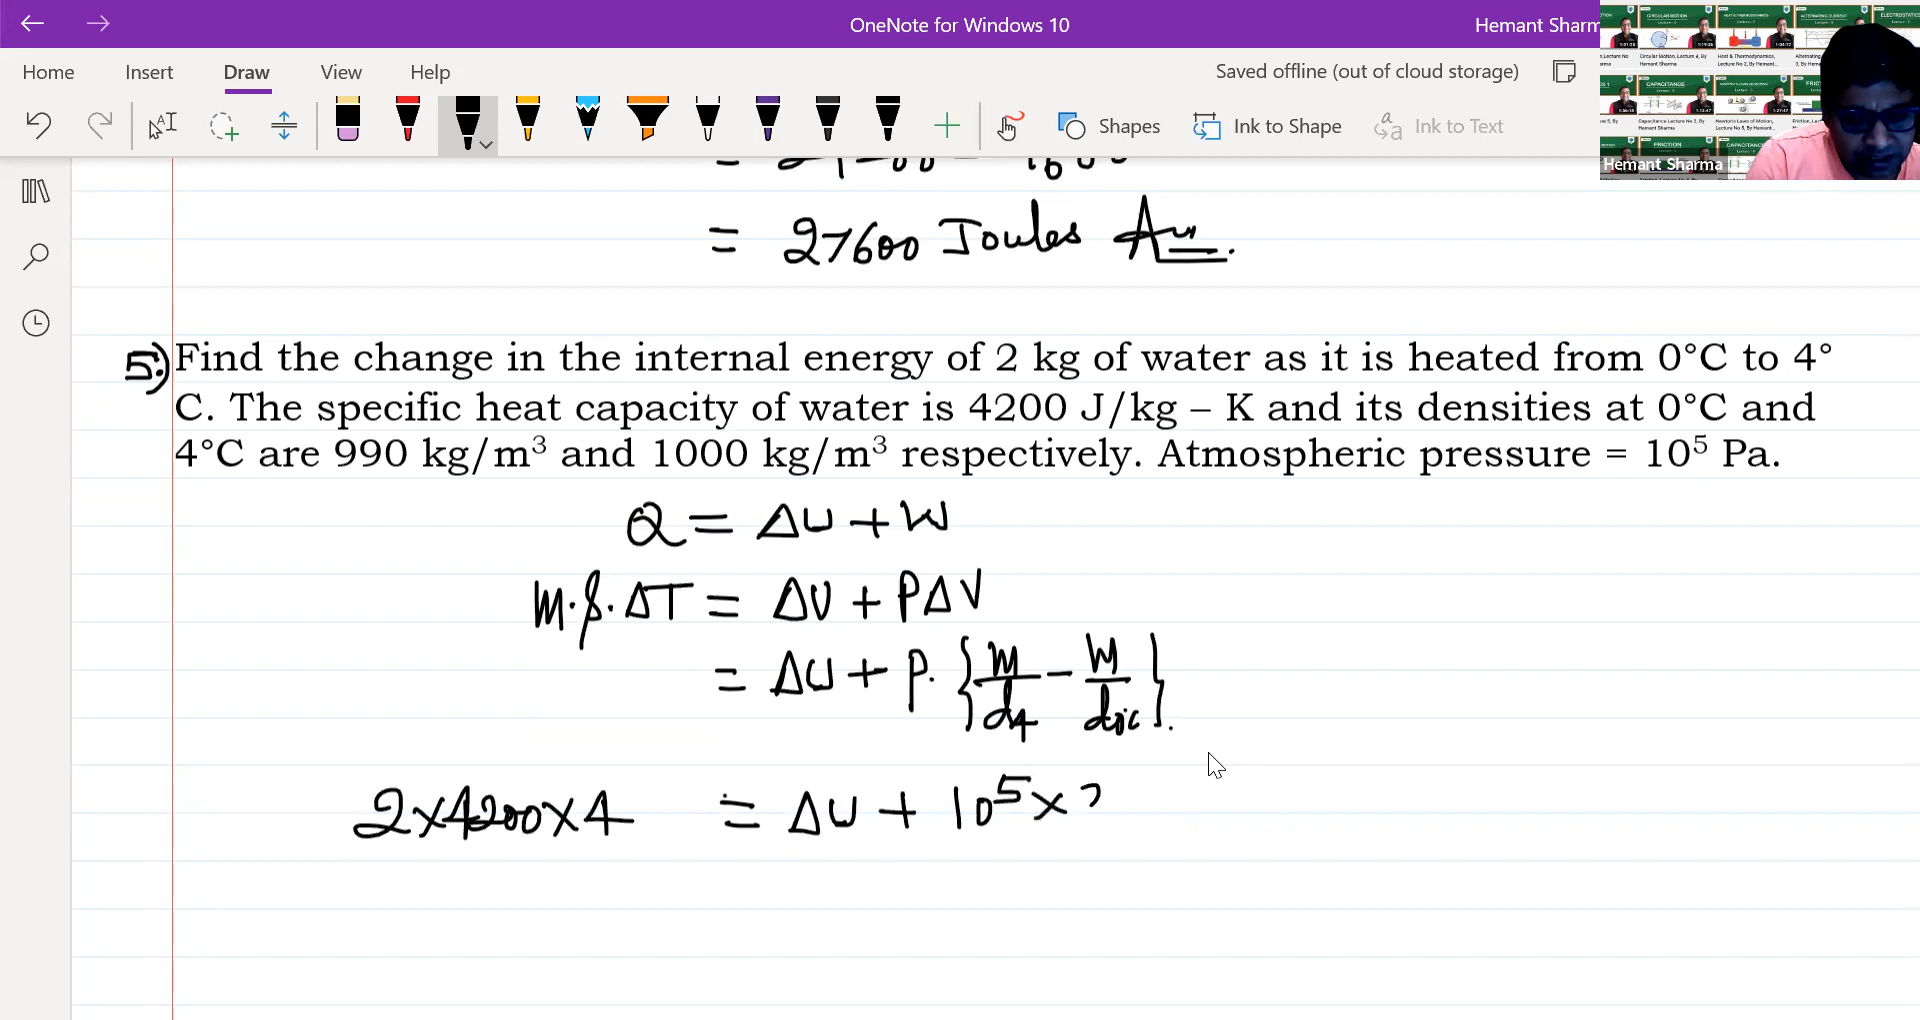 OneNote for Windows 10
Hemant Sharm
Home Insert Draw View Help
Saved offline (out of cloud storage)
Shapes Ink to Shape Ink to Text
Hemant Sharma
= 27600 Joules Ans.
5.) Find the change in the internal energy of 2 kg of water as it is heated from 0°C to 4°
C. The specific heat capacity of water is 4200 J/kg – K and its densities at 0°C and
4°C are 990 kg/m³ and 1000 kg/m³ respectively. Atmospheric pressure = 10⁵ Pa.
Q = ΔU + W
m.s.ΔT = ΔU + PΔV
= ΔU + P. {m/d4 − m/d0°C}.
2×4200×4 = ΔU + 10⁵×